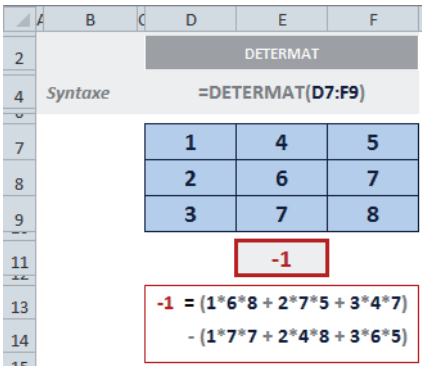 A B C D E F
2 DETERMAT
4 Syntaxe =DETERMAT(D7:F9)
7 1 4 5
8 2 6 7
9 3 7 8
11 -1
13 -1 = (1*6*8 + 2*7*5 + 3*4*7)
14 - (1*7*7 + 2*4*8 + 3*6*5)